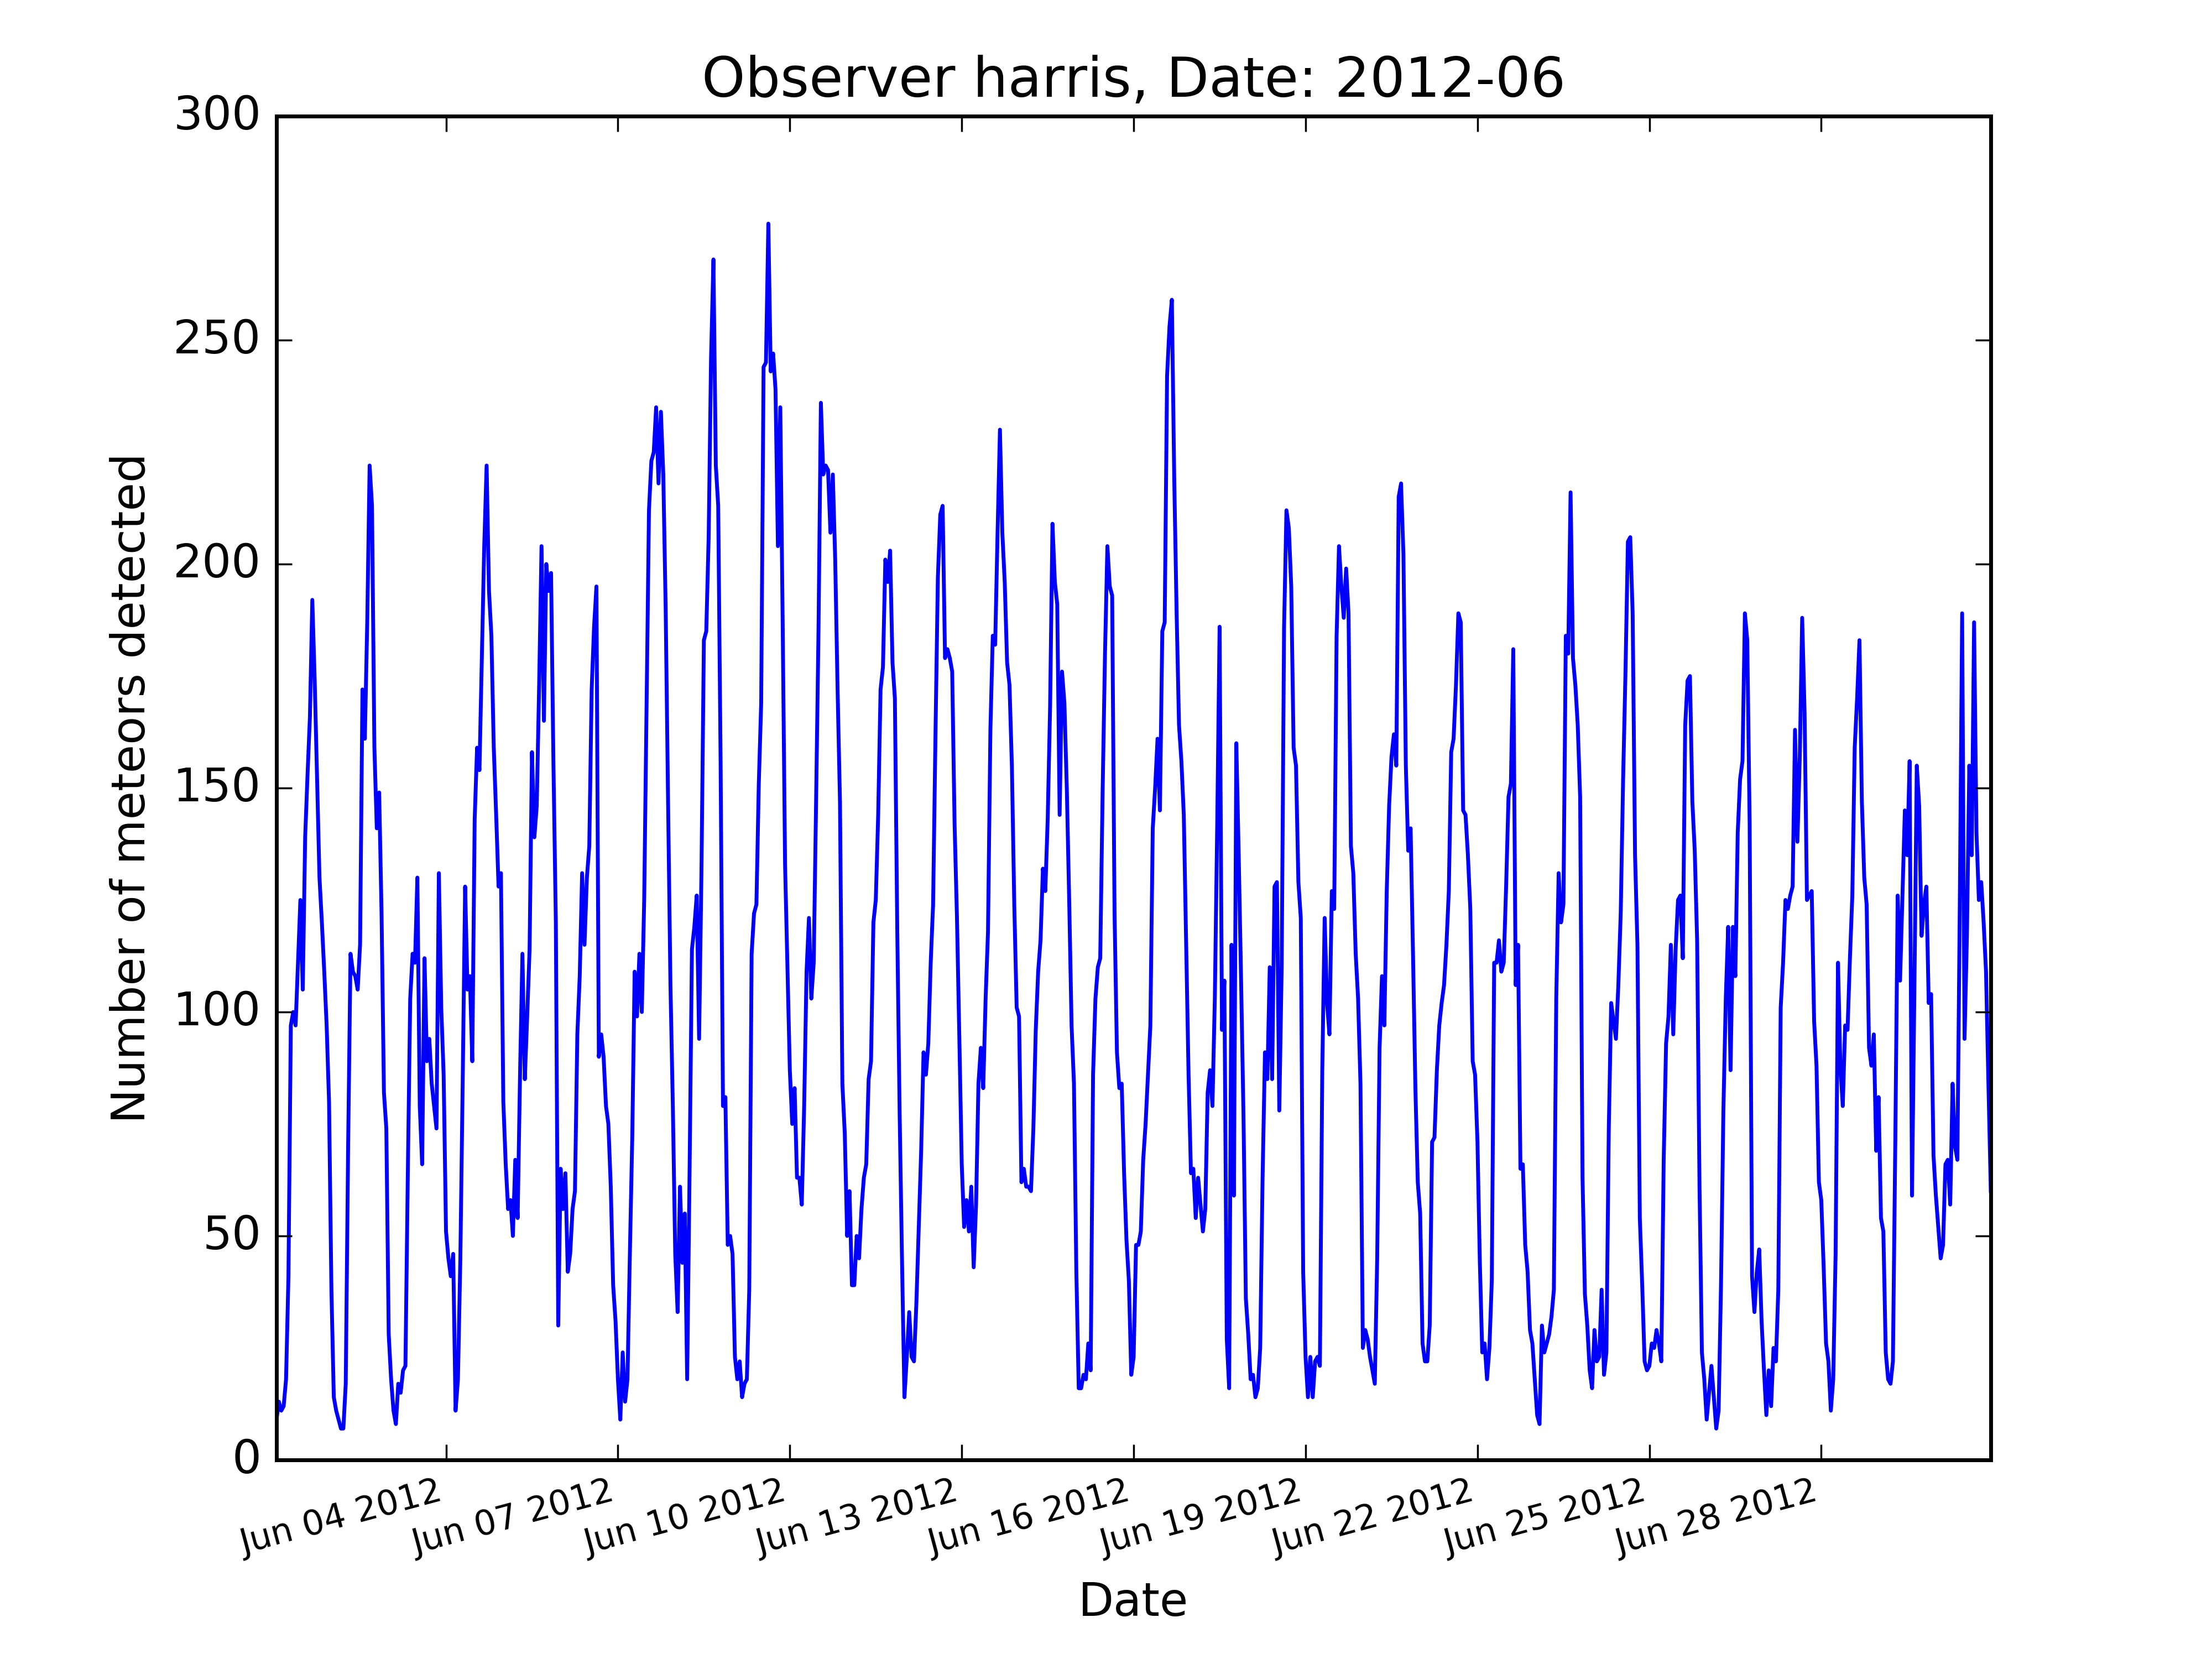 Observer harris, Date: 2012-06
300
250
200
150
100
50
0
Number of meteors detected
Jun 04 2012
Jun 07 2012
Jun 10 2012
Jun 13 2012
Jun 16 2012
Jun 19 2012
Jun 22 2012
Jun 25 2012
Jun 28 2012
Date